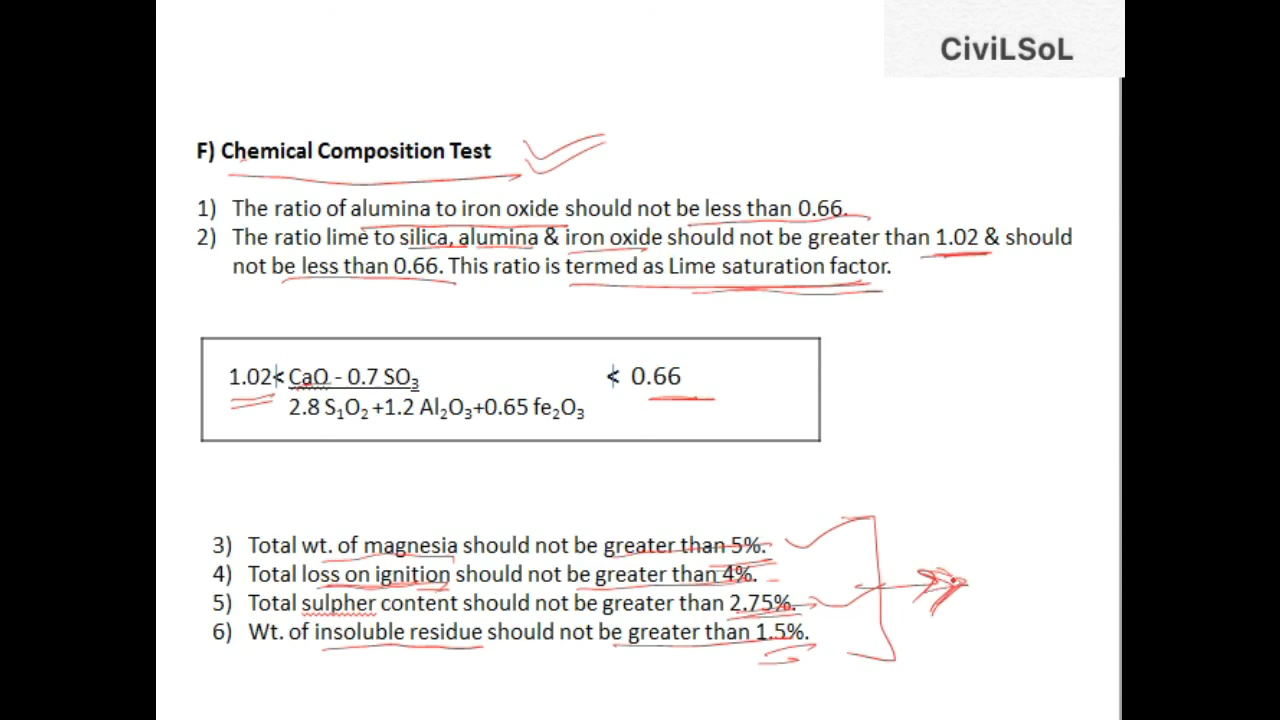 CiviLSoL
F) Chemical Composition Test
1) The ratio of alumina to iron oxide should not be less than 0.66.
2) The ratio lime to silica, alumina & iron oxide should not be greater than 1.02 & should
not be less than 0.66. This ratio is termed as Lime saturation factor.
1.02< CaO - 0.7 SO₃ < 0.66
2.8 S₁O₂ +1.2 Al₂O₃+0.65 fe₂O₃
3) Total wt. of magnesia should not be greater than 5%.
4) Total loss on ignition should not be greater than 4%.
5) Total sulpher content should not be greater than 2.75%.
6) Wt. of insoluble residue should not be greater than 1.5%.